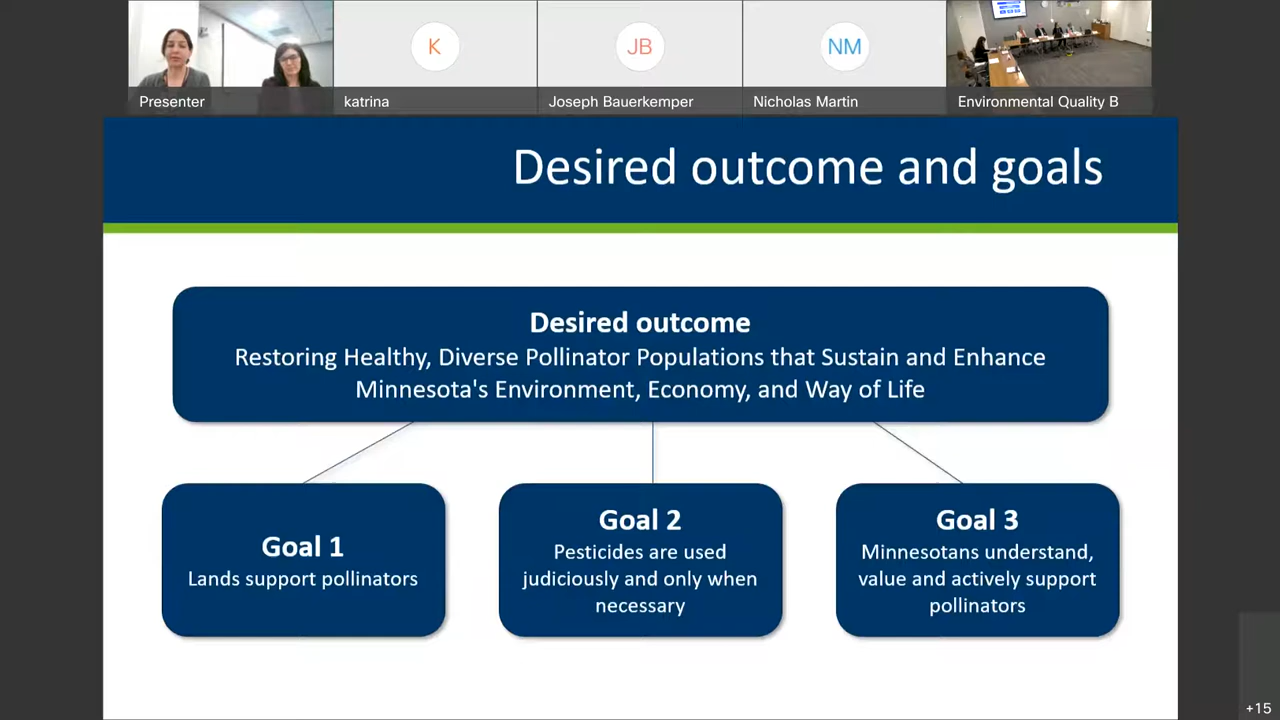 K
JB
NM
Presenter
katrina
Joseph Bauerkemper
Nicholas Martin
Environmental Quality B
Desired outcome and goals
Desired outcome
Restoring Healthy, Diverse Pollinator Populations that Sustain and Enhance
Minnesota's Environment, Economy, and Way of Life
Goal 1
Lands support pollinators
Goal 2
Pesticides are used
judiciously and only when
necessary
Goal 3
Minnesotans understand,
value and actively support
pollinators
+15